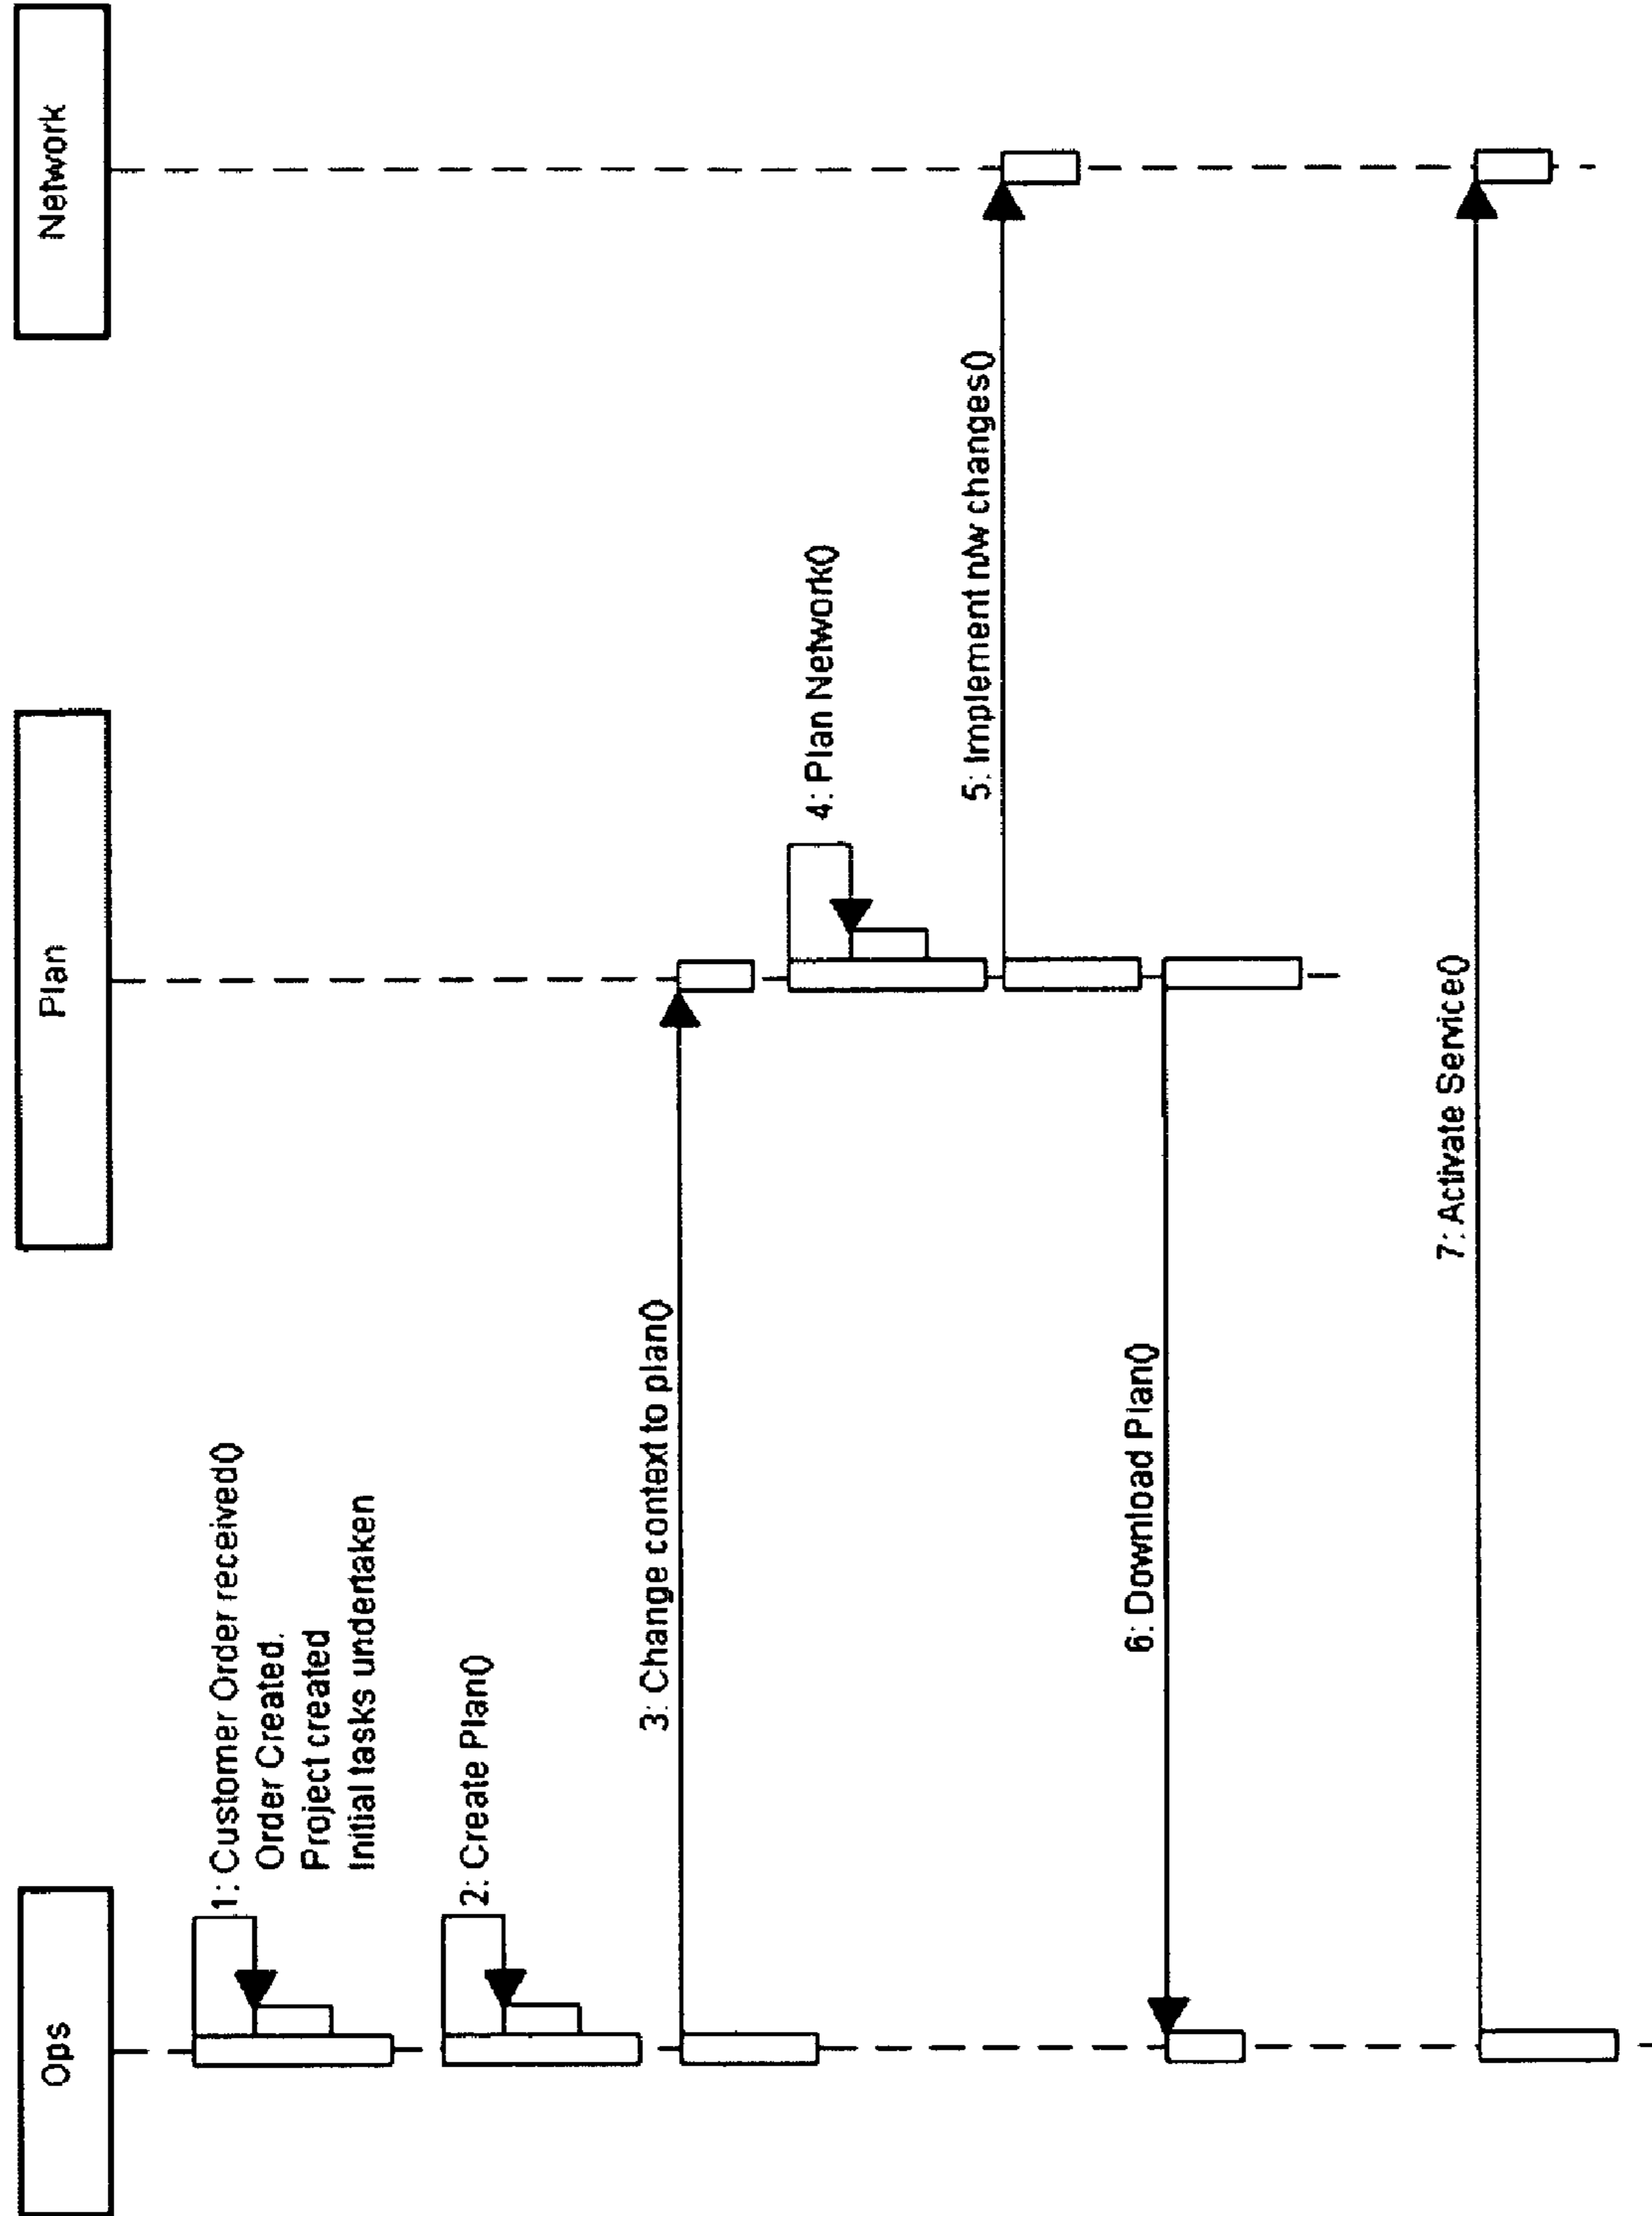 Ops
Plan
Network
1: Customer Order received()
Order Created.
Project created
Initial tasks undertaken
2: Create Plan()
3: Change context to plan()
4: Plan Network()
5: Implement n/w changes()
6: Download Plan()
7: Activate Service()